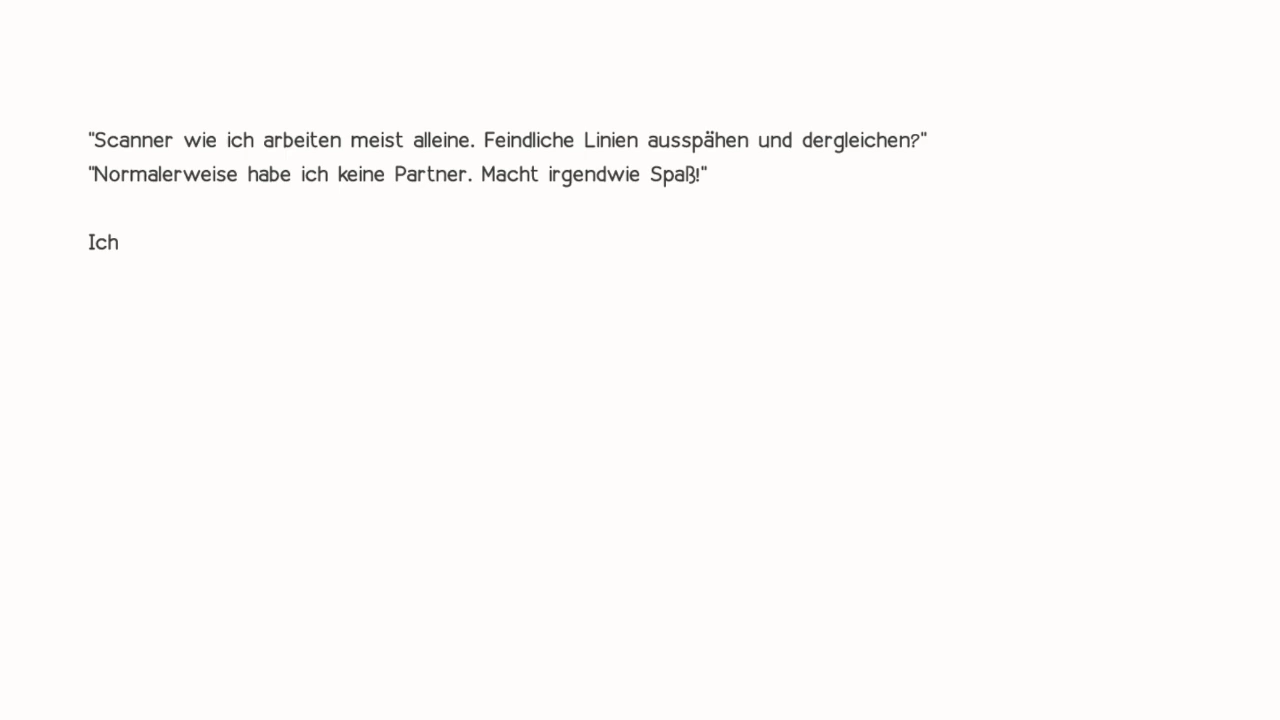 "Scanner wie ich arbeiten meist alleine. Feindliche Linien ausspähen und dergleichen?"
"Normalerweise habe ich keine Partner. Macht irgendwie Spaß!"
Ich